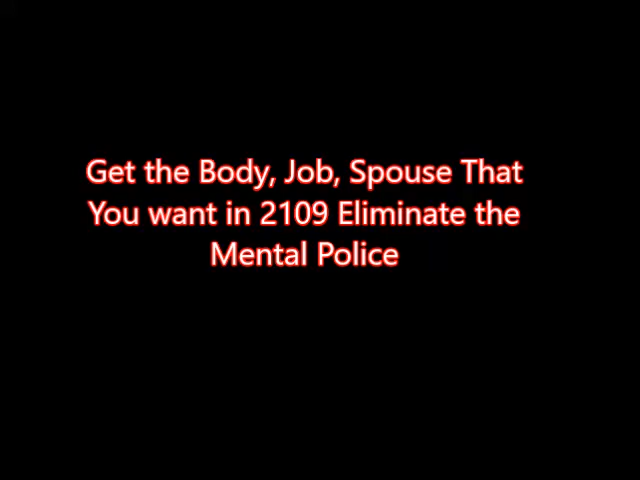 Get the Body, Job, Spouse That
You want in 2109 Eliminate the
Mental Police